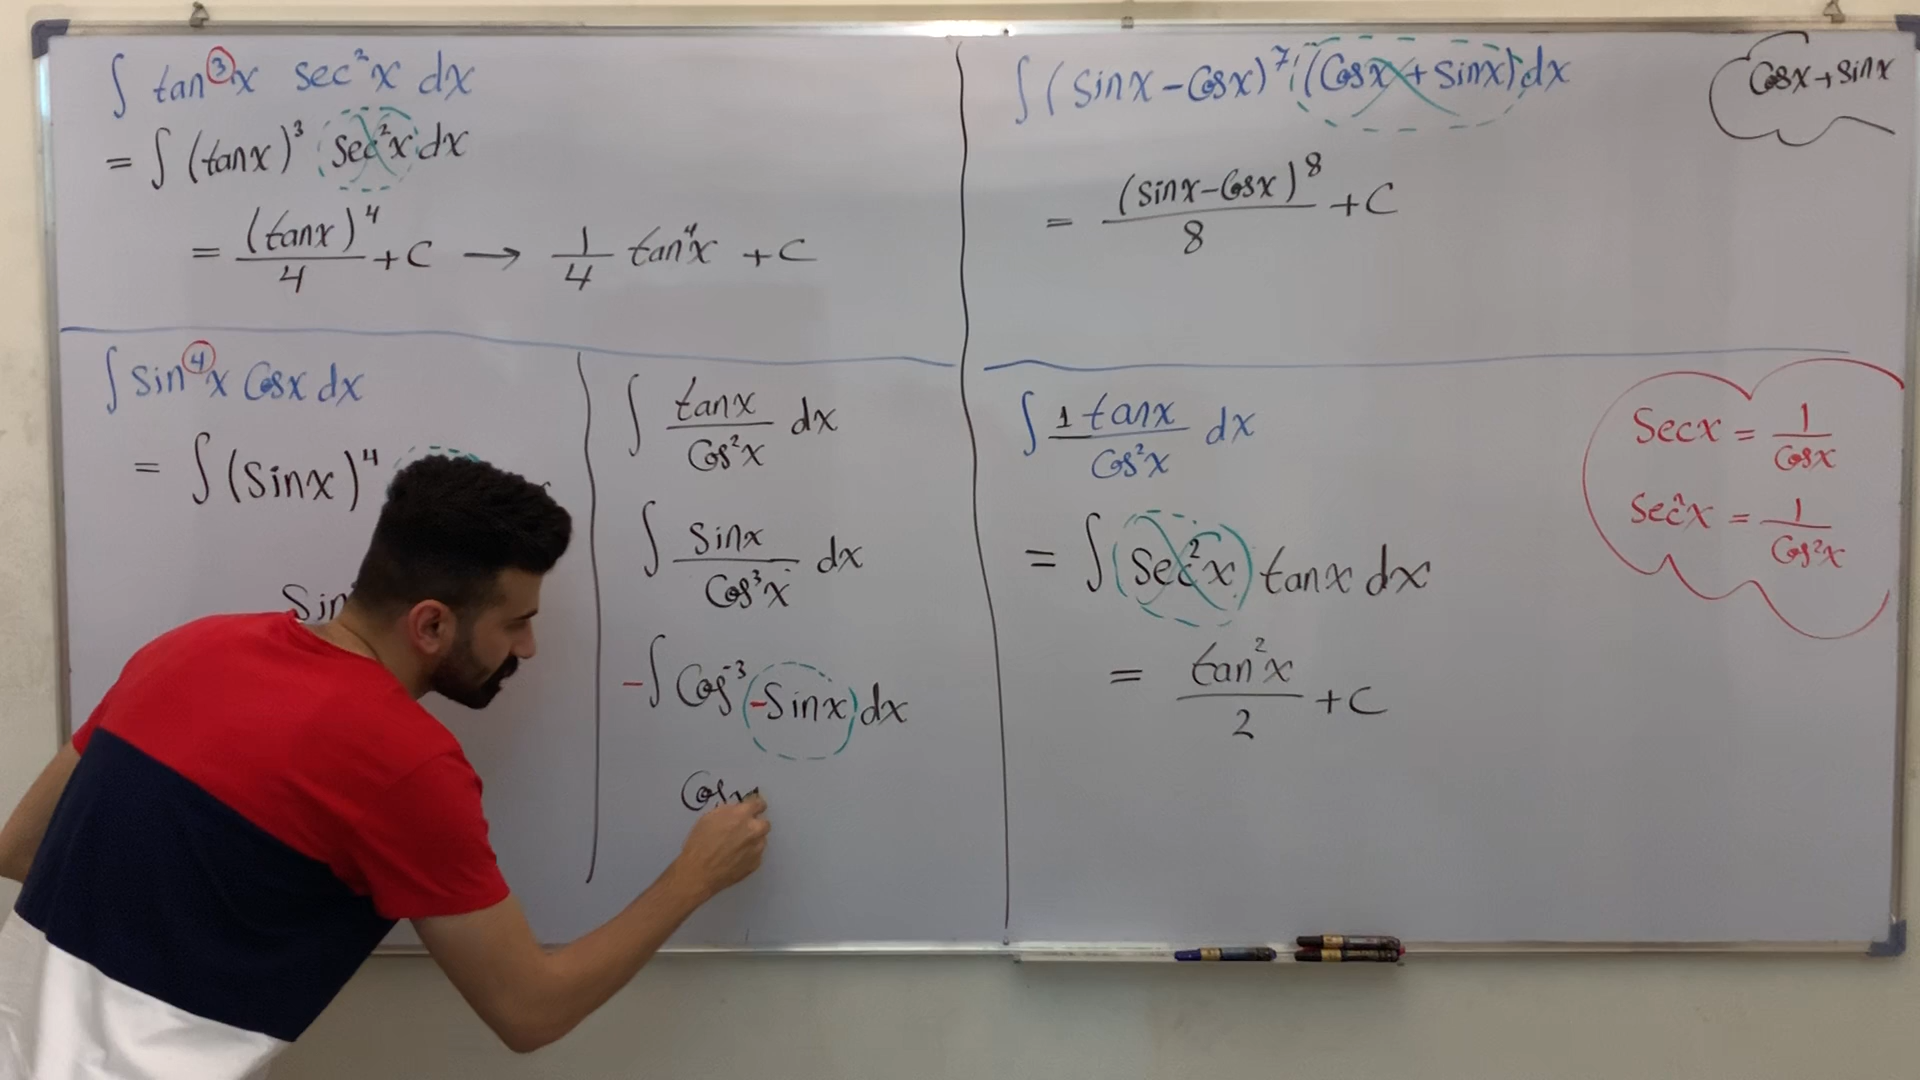 ∫ tan³x sec²x dx
= ∫ (tanx)³ sec²x dx
= (tanx)⁴/4 + C → 1/4 tan⁴x + C
∫ sin⁴x Cosx dx
= ∫ (Sinx)⁴
Sin
∫ tanx/Cos²x dx
∫ Sinx/Cos³x dx
-∫ Cos⁻³ (-Sinx) dx
Cosx
∫ (sinx - Cosx)⁷ (Cosx + sinx) dx
Cosx + sinx
= (sinx - Cosx)⁸/8 + C
∫ 1 tanx/Cos²x dx
= ∫ (Sec²x) tanx dx
= tan²x/2 + C
Secx = 1/Cosx
Sec²x = 1/Cos²x